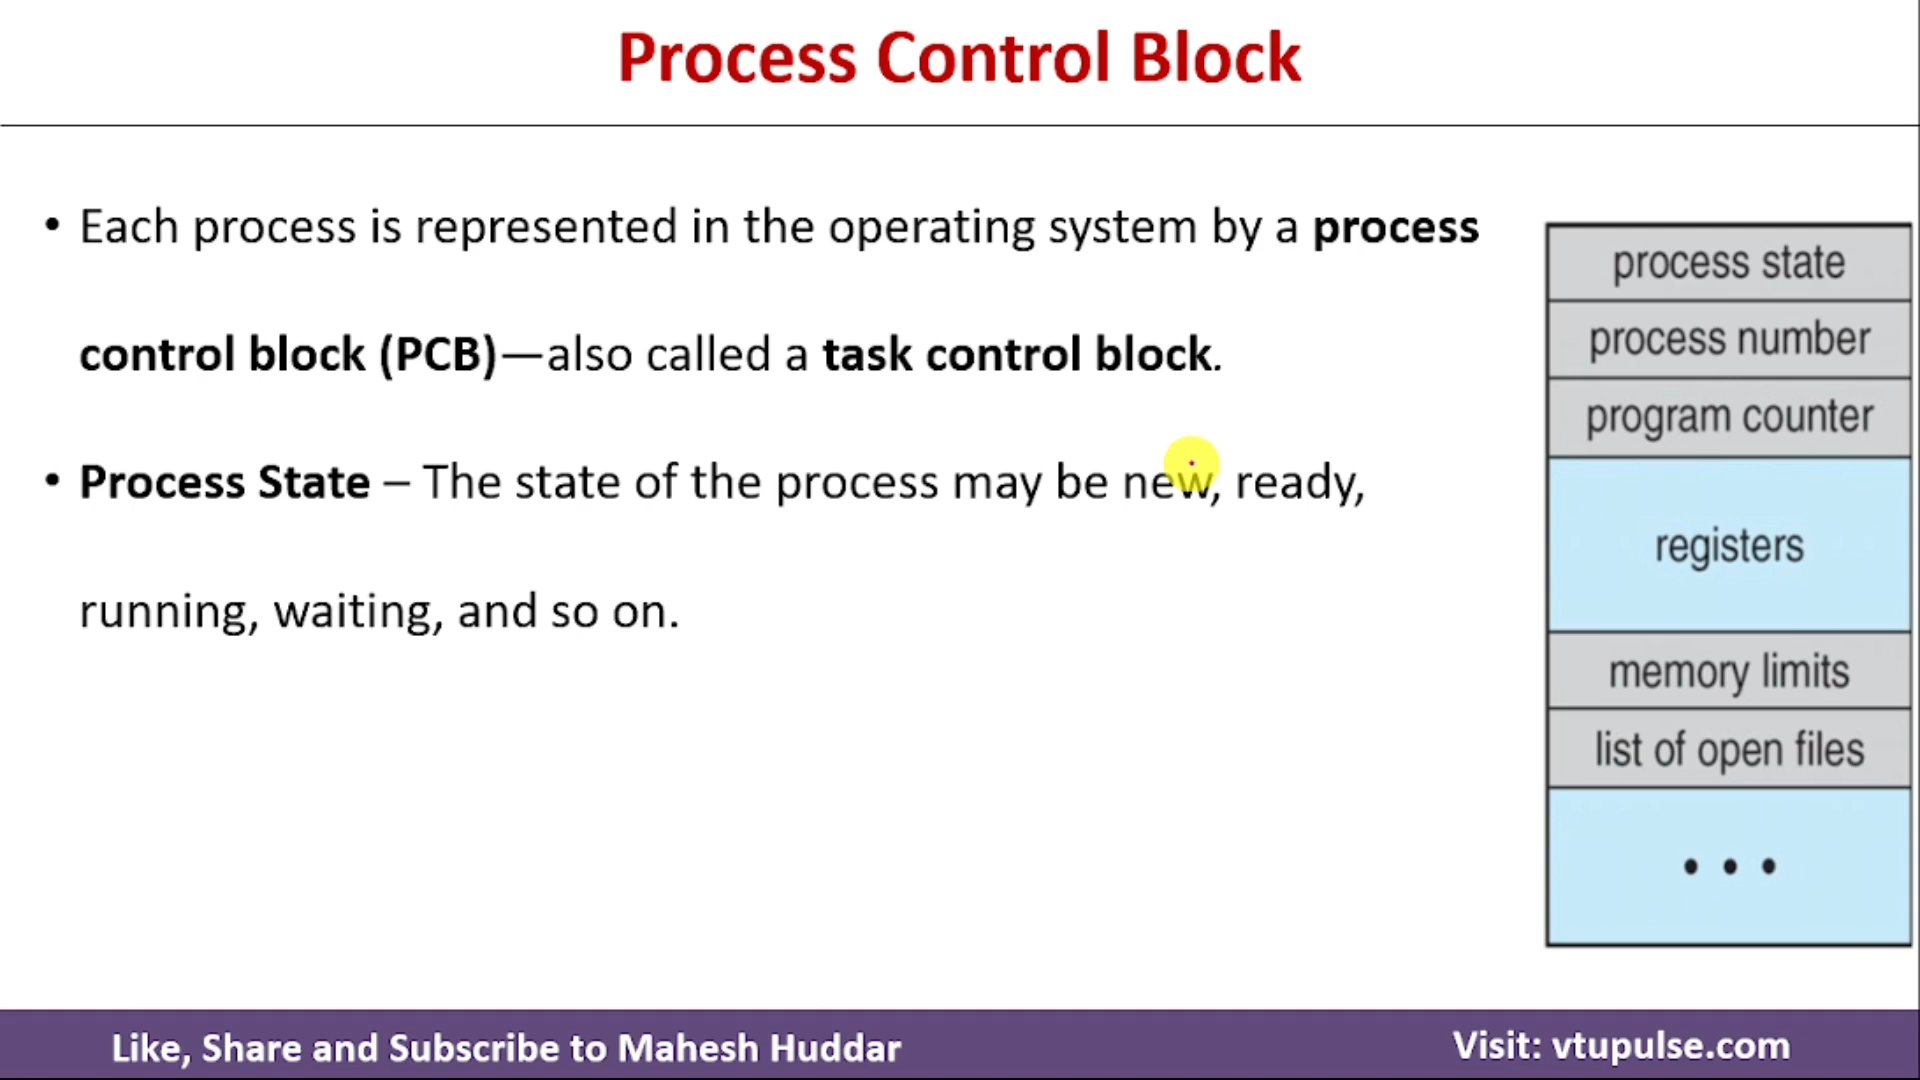 Process Control Block
• Each process is represented in the operating system by a process
control block (PCB)—also called a task control block.
• Process State – The state of the process may be new, ready,
running, waiting, and so on.
process state
process number
program counter
registers
memory limits
list of open files
• • •
Like, Share and Subscribe to Mahesh Huddar
Visit: vtupulse.com